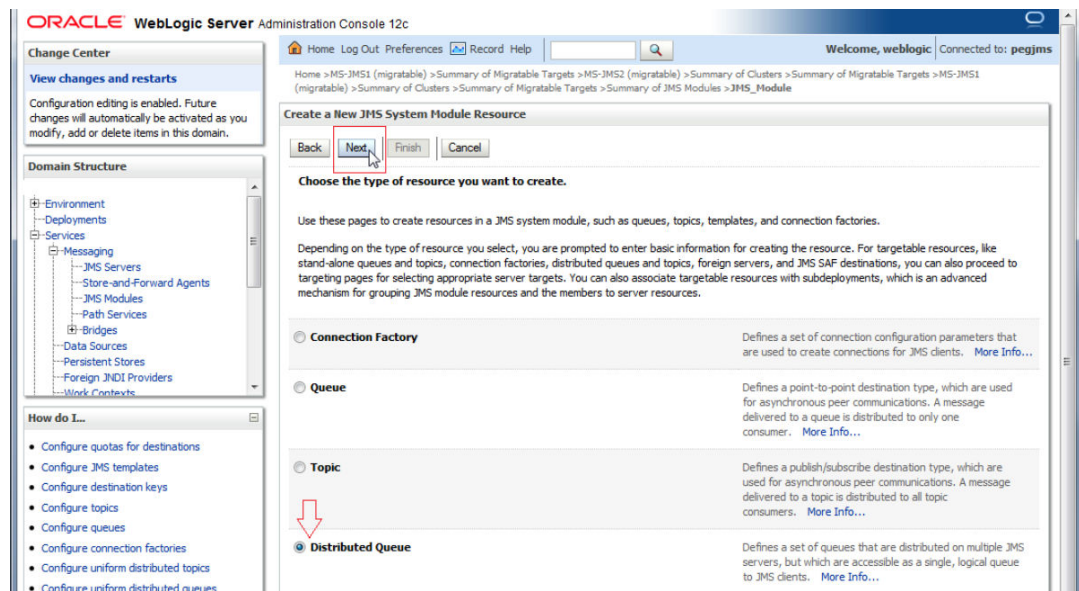 ORACLE WebLogic Server Administration Console 12c
Change Center
View changes and restarts
Configuration editing is enabled. Future
changes will automatically be activated as you
modify, add or delete items in this domain.
Domain Structure
Environment
Deployments
Services
Messaging
JMS Servers
Store-and-Forward Agents
JMS Modules
Path Services
Bridges
Data Sources
Persistent Stores
Foreign JNDI Providers
Work Contexts
How do I...
Configure quotas for destinations
Configure JMS templates
Configure destination keys
Configure topics
Configure queues
Configure connection factories
Configure uniform distributed topics
Configure uniform distributed queues
Home Log Out Preferences Record Help
Welcome, weblogic Connected to: pegjms
Home >MS-JMS1 (migratable) >Summary of Migratable Targets >MS-JMS2 (migratable) >Summary of Clusters >Summary of Migratable Targets >MS-JMS1
(migratable) >Summary of Clusters >Summary of Migratable Targets >Summary of JMS Modules >JMS_Module
Create a New JMS System Module Resource
Back Next Finish Cancel
Choose the type of resource you want to create.
Use these pages to create resources in a JMS system module, such as queues, topics, templates, and connection factories.
Depending on the type of resource you select, you are prompted to enter basic information for creating the resource. For targetable resources, like
stand-alone queues and topics, connection factories, distributed queues and topics, foreign servers, and JMS SAF destinations, you can also proceed to
targeting pages for selecting appropriate server targets. You can also associate targetable resources with subdeployments, which is an advanced
mechanism for grouping JMS module resources and the members to server resources.
Connection Factory
Defines a set of connection configuration parameters that
are used to create connections for JMS clients. More Info...
Queue
Defines a point-to-point destination type, which are used
for asynchronous peer communications. A message
delivered to a queue is distributed to only one
consumer. More Info...
Topic
Defines a publish/subscribe destination type, which are
used for asynchronous peer communications. A message
delivered to a topic is distributed to all topic
consumers. More Info...
Distributed Queue
Defines a set of queues that are distributed on multiple JMS
servers, but which are accessible as a single, logical queue
to JMS clients. More Info...